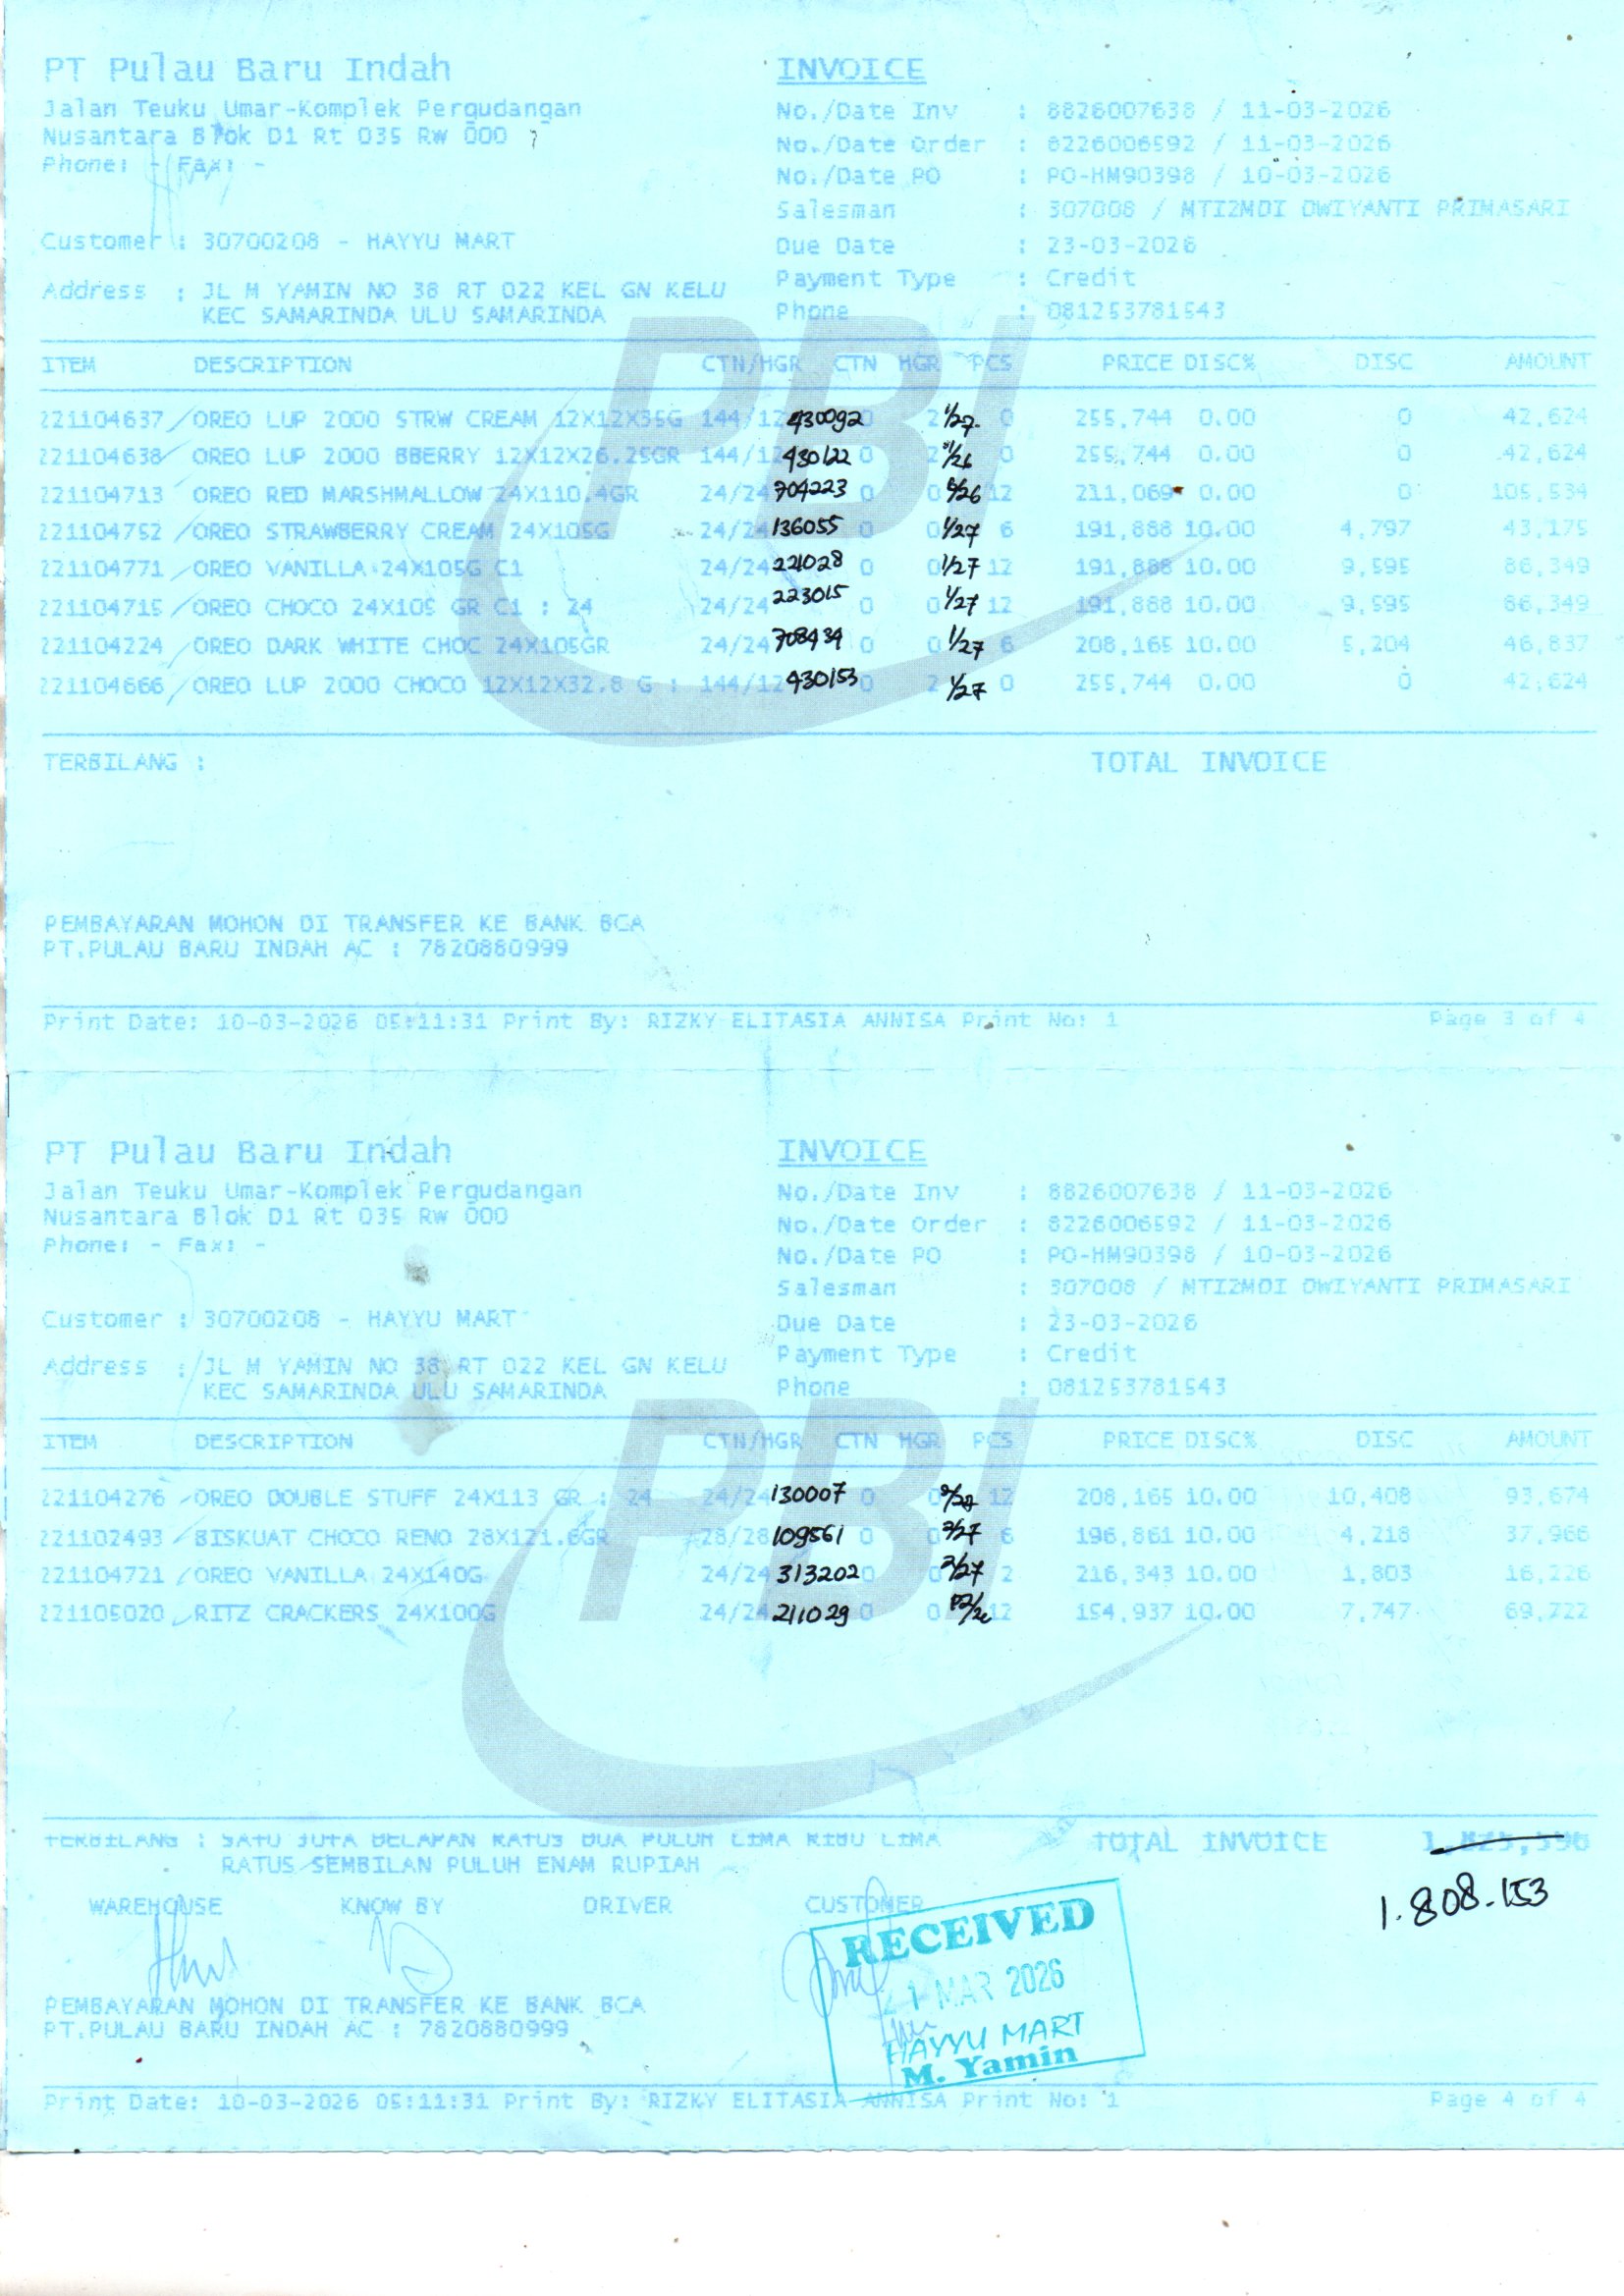 PT Pulau Baru Indah
Jalan Teuku Umar-Komplek Pergudangan
Nusantara Blok D1 Rt 035 Rw 000
Phone: - Fax: -
Customer : 30700208 - HAYYU MART
Address : JL M YAMIN NO 38 RT 022 KEL GN KELU
KEC SAMARINDA ULU SAMARINDA
INVOICE
No./Date Inv : 8826007638 / 11-03-2026
No./Date Order : 8226006592 / 11-03-2026
No./Date PO : PO-HM90398 / 10-03-2026
Salesman : 307008 / MTIZMDI DWIYANTI PRIMASARI
Due Date : 23-03-2026
Payment Type : Credit
Phone : 081253781543
PBI
ITEM DESCRIPTION CTN/HGR CTN HGR PCS PRICE DISC% DISC AMOUNT
221104637 OREO LUP 2000 STRW CREAM 12X12X35G 144/12 430092 0 2 1/27 0 255,744 0.00 0 42,624
221104638 OREO LUP 2000 BBERRY 12X12X26.25GR 144/12 430122 0 2 0 255,744 0.00 0 42,624
221104713 OREO RED MARSHMALLOW 24X110.4GR 24/24 704223 0 0 12 211,069 0.00 0 105,534
221104752 OREO STRAWBERRY CREAM 24X105G 24/24 136055 0 0 1/27 6 191,888 10.00 4,797 43,175
221104771 OREO VANILLA 24X105G C1 24/24 221028 0 0 1/27 12 191,888 10.00 9,595 86,349
221104715 OREO CHOCO 24X105 GR C1 : 24 24/24 223015 0 0 1/27 12 191,888 10.00 9,595 86,349
221104224 OREO DARK WHITE CHOC 24X105GR 24/24 708434 0 0 1/27 6 208,165 10.00 5,204 46,837
221104666 OREO LUP 2000 CHOCO 12X12X32.8 G : 144/12 430153 0 2 1/27 0 255,744 0.00 0 42,624
TERBILANG :
TOTAL INVOICE
PEMBAYARAN MOHON DI TRANSFER KE BANK BCA
PT.PULAU BARU INDAH AC : 7820880999
Print Date: 10-03-2026 05:11:31 Print By: RIZKY ELITASIA ANNISA Print No: 1 Page 3 of 4
PT Pulau Baru Indah
Jalan Teuku Umar-Komplek Pergudangan
Nusantara Blok D1 Rt 035 Rw 000
Phone: - Fax: -
Customer : 30700208 - HAYYU MART
Address : JL M YAMIN NO 38 RT 022 KEL GN KELU
KEC SAMARINDA ULU SAMARINDA
INVOICE
No./Date Inv : 8826007638 / 11-03-2026
No./Date Order : 8226006592 / 11-03-2026
No./Date PO : PO-HM90398 / 10-03-2026
Salesman : 307008 / MTIZMDI DWIYANTI PRIMASARI
Due Date : 23-03-2026
Payment Type : Credit
Phone : 081253781543
PBI
ITEM DESCRIPTION CTN/HGR CTN HGR PCS PRICE DISC% DISC AMOUNT
221104276 OREO DOUBLE STUFF 24X113 GR : 24 24/24 130007 0 0 12 208,165 10.00 10,408 93,674
221102493 BISKUAT CHOCO RENO 28X121.6GR 28/28 109561 0 0 2/27 6 196,861 10.00 4,218 37,966
221104721 OREO VANILLA 24X140G 24/24 313202 0 0 2/27 2 216,343 10.00 1,803 16,226
221105020 RITZ CRACKERS 24X100G 24/24 211029 0 0 12 154,937 10.00 7,747 69,722
TERBILANG : SATU JUTA DELAPAN RATUS DUA PULUH LIMA RIBU LIMA
RATUS SEMBILAN PULUH ENAM RUPIAH
TOTAL INVOICE 1,825,596
1.808.153
WAREHOUSE KNOW BY DRIVER CUSTOMER
RECEIVED
21 MAR 2026
HAYYU MART
M. Yamin
PEMBAYARAN MOHON DI TRANSFER KE BANK BCA
PT.PULAU BARU INDAH AC : 7820880999
Print Date: 10-03-2026 05:11:31 Print By: RIZKY ELITASIA ANNISA Print No: 1 Page 4 of 4